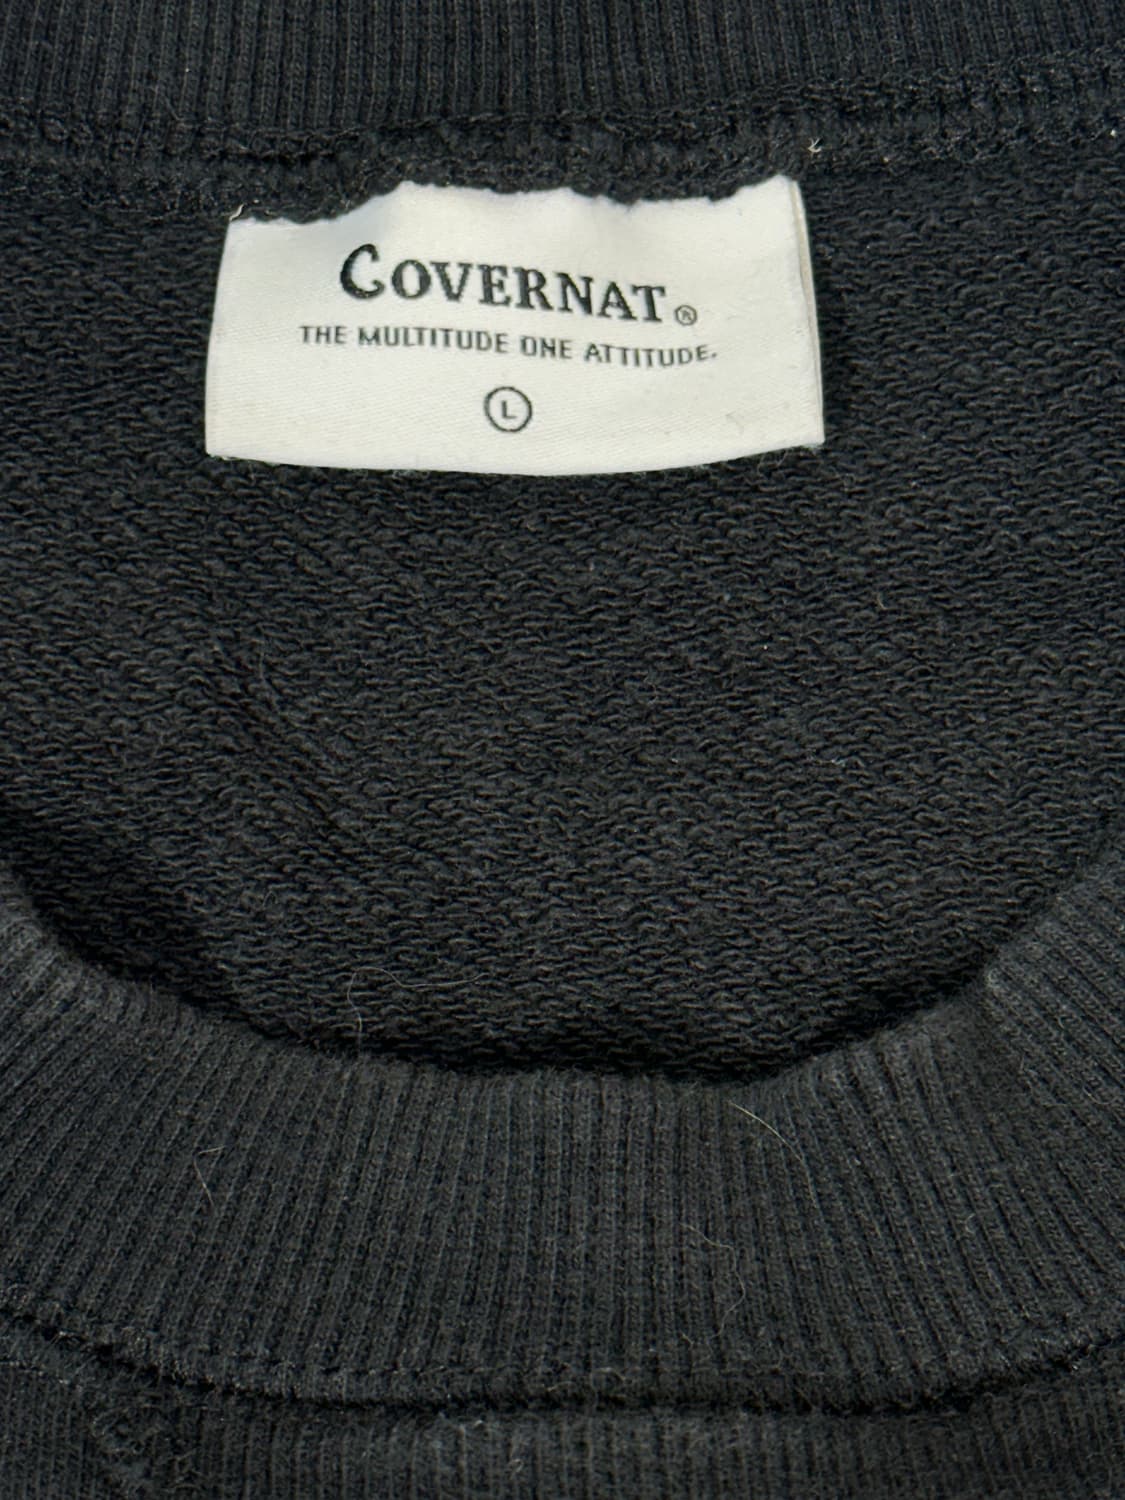 COVERNAT®
THE MULTITUDE ONE ATTITUDE.
L